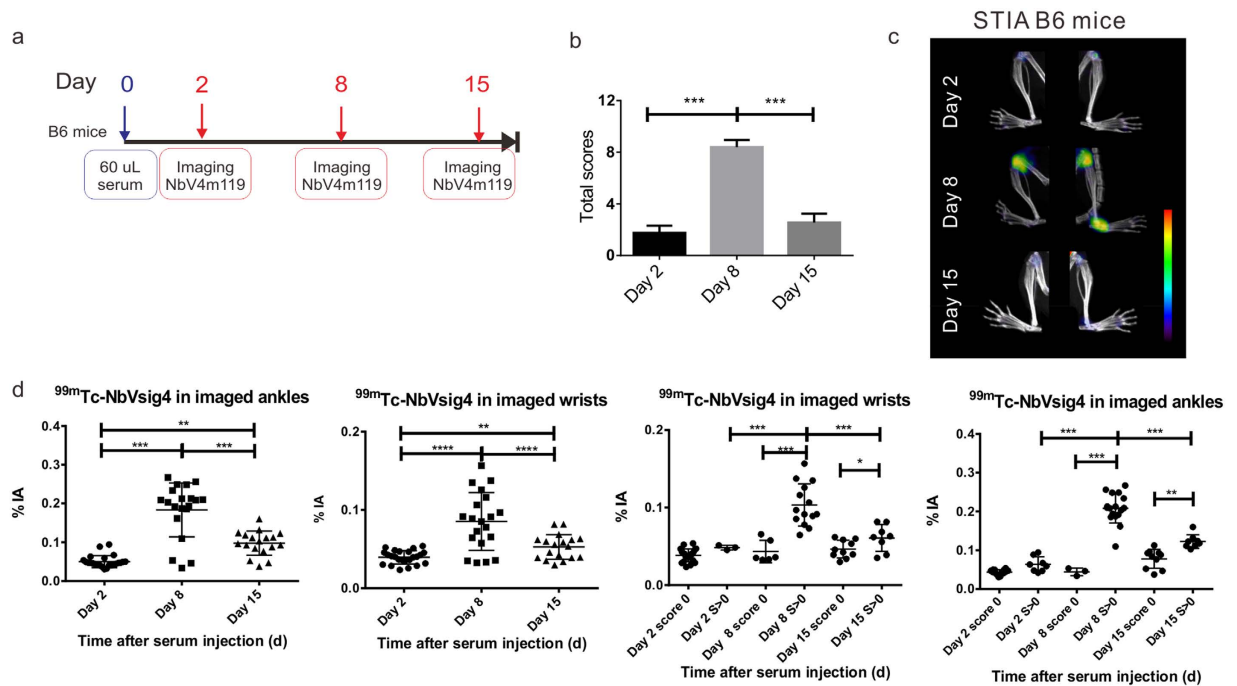 a
Day 0 2 8 15
B6 mice
60 uL
serum
Imaging
NbV4m119
Imaging
NbV4m119
Imaging
NbV4m119
b
Total scores
12
8
4
0
***
***
Day 2
Day 8
Day 15
c
STIA B6 mice
Day 2
Day 8
Day 15
d
99mTc-NbVsig4 in imaged ankles
% IA
0.4
0.3
0.2
0.1
0.0
**
***
***
Day 2
Day 8
Day 15
Time after serum injection (d)
99mTc-NbVsig4 in imaged wrists
% IA
0.2
0.1
0.0
**
****
****
Day 2
Day 8
Day 15
Time after serum injection (d)
99mTc-NbVsig4 in imaged wrists
% IA
0.2
0.1
0.0
***
***
***
*
Day 2 score 0
Day 2 S>0
Day 8 score 0
Day 8 S>0
Day 15 score 0
Day 15 S>0
Time after serum injection (d)
99mTc-NbVsig4 in imaged ankles
% IA
0.4
0.3
0.2
0.1
0.0
***
***
***
**
Day 2 score 0
Day 2 S>0
Day 8 score 0
Day 8 S>0
Day 15 score 0
Day 15 S>0
Time after serum injection (d)